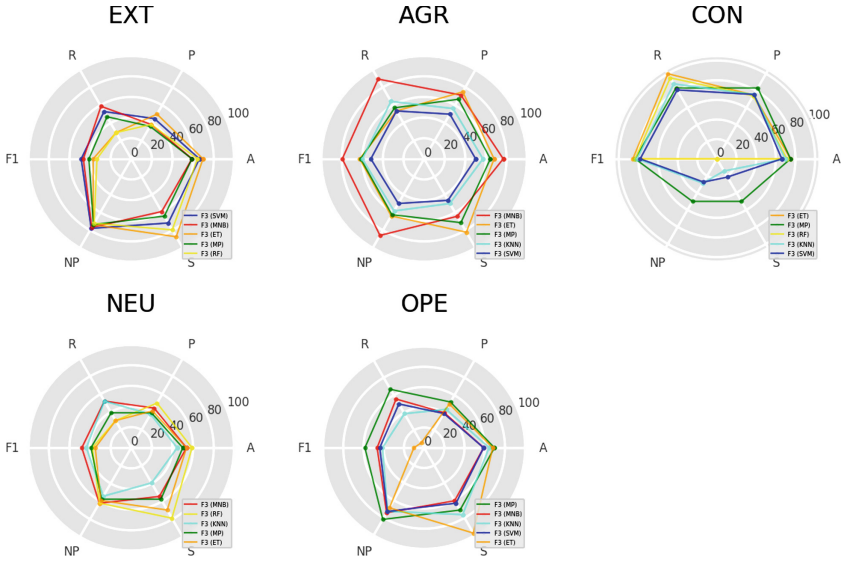 EXT
R
P
F1
0
20
40
60
80
100
A
NP
S
F3 (SVM)
F3 (MNB)
F3 (ET)
F3 (MP)
F3 (RF)
AGR
R
P
F1
0
20
40
60
80
100
A
NP
S
F3 (MNB)
F3 (ET)
F3 (MP)
F3 (KNN)
F3 (SVM)
CON
R
P
F1
0
20
40
60
80
100
A
NP
S
F3 (ET)
F3 (MP)
F3 (RF)
F3 (KNN)
F3 (SVM)
NEU
R
P
F1
0
20
40
60
80
100
A
NP
S
F3 (MNB)
F3 (RF)
F3 (KNN)
F3 (MP)
F3 (ET)
OPE
R
P
F1
0
20
40
60
80
100
A
NP
S
F3 (MP)
F3 (MNB)
F3 (KNN)
F3 (SVM)
F3 (ET)